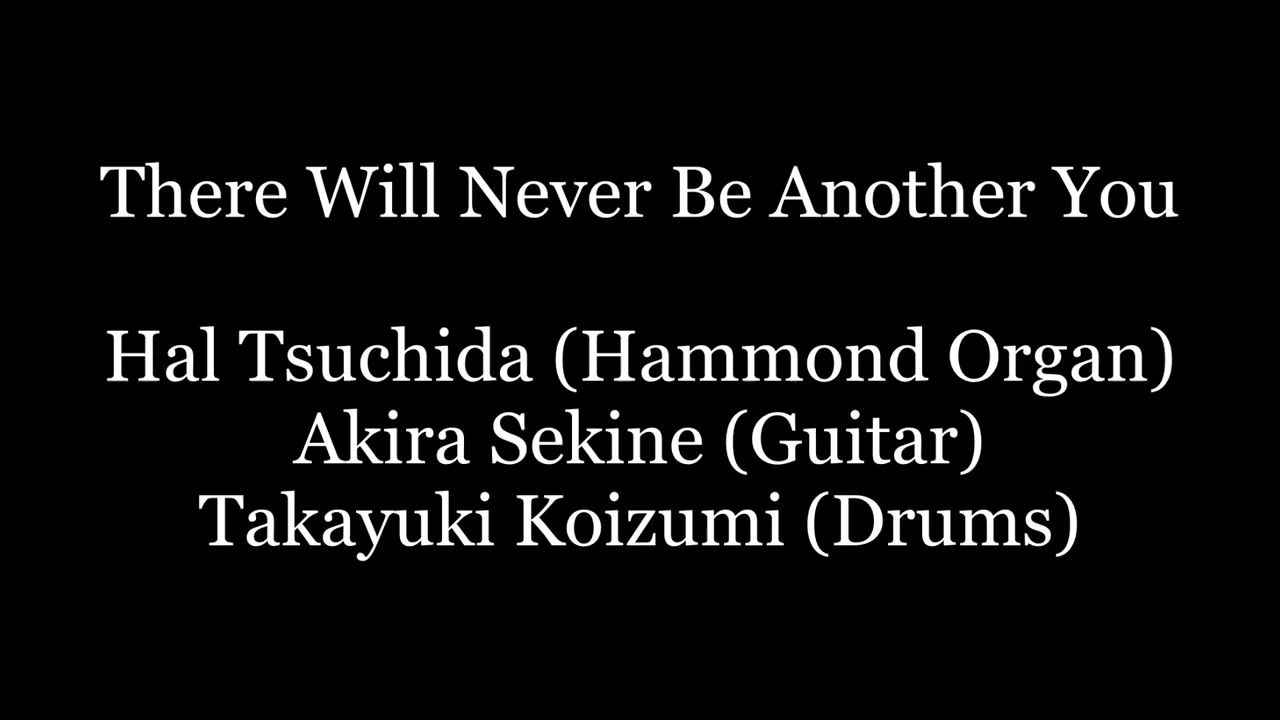 There Will Never Be Another You
Hal Tsuchida (Hammond Organ)
Akira Sekine (Guitar)
Takayuki Koizumi (Drums)